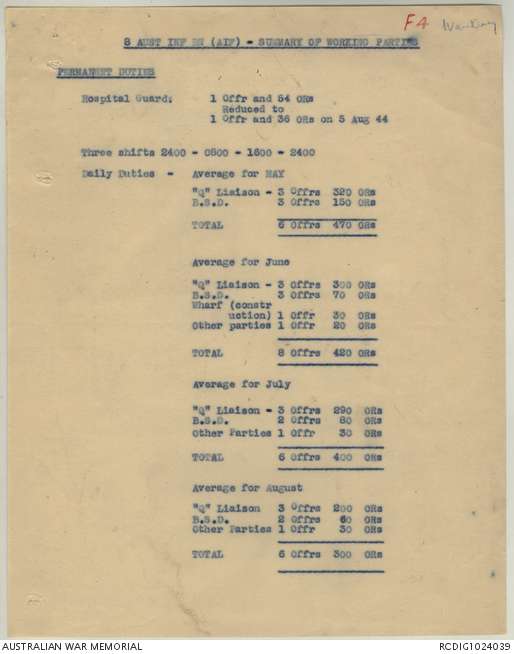 F4
8 AUST INF BN (AIF) - SUMMARY OF WORKING PARTIES
PERMANENT DUTIES
Hospital Guard: 1 Offr and 54 ORs
Reduced to
1 Offr and 36 ORs on 5 Aug 44
Three shifts 2400 - 0800 - 1600 - 2400
Daily Duties - Average for MAY
"Q" Liaison - 3 Offrs 320 ORs
B.S.D. 3 Offrs 150 ORs
TOTAL 6 Offrs 470 ORs
Average for June
"Q" Liaison - 3 Offrs 300 ORs
B.S.D. 3 Offrs 70 ORs
Wharf (constr
uction) 1 Offr 30 ORs
Other parties 1 Offr 20 ORs
TOTAL 8 Offrs 420 ORs
Average for July
"Q" Liaison - 3 Offrs 290 ORs
B.S.D. 2 Offrs 80 ORs
Other Parties 1 Offr 30 ORs
TOTAL 6 Offrs 400 ORs
Average for August
"Q" Liaison 3 Offrs 200 ORs
B.S.D. 2 Offrs 60 ORs
Other Parties 1 Offr 30 ORs
TOTAL 6 Offrs 300 ORs
AUSTRALIAN WAR MEMORIAL RCDIG1024039